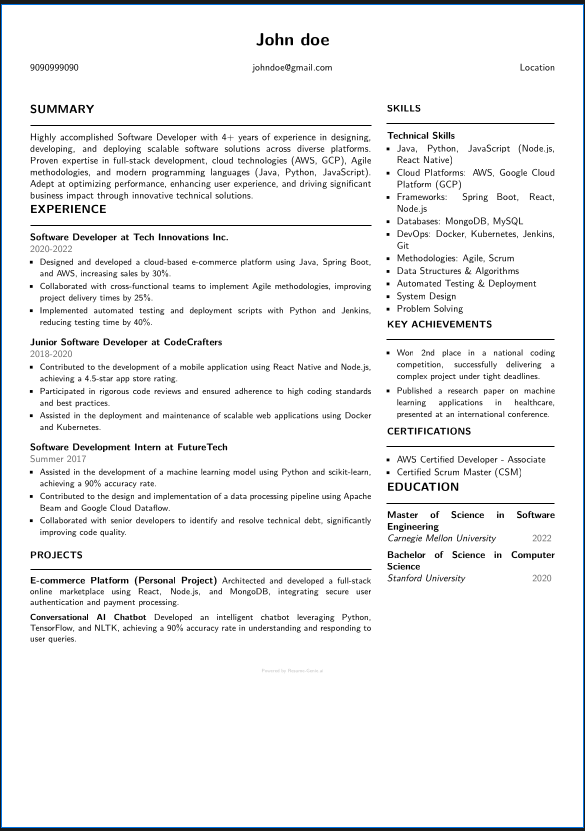 John doe
9090999090 johndoe@gmail.com Location
SUMMARY
Highly accomplished Software Developer with 4+ years of experience in designing,
developing, and deploying scalable software solutions across diverse platforms.
Proven expertise in full-stack development, cloud technologies (AWS, GCP), Agile
methodologies, and modern programming languages (Java, Python, JavaScript).
Adept at optimizing performance, enhancing user experience, and driving significant
business impact through innovative technical solutions.
EXPERIENCE
Software Developer at Tech Innovations Inc.
2020-2022
▪ Designed and developed a cloud-based e-commerce platform using Java, Spring Boot,
and AWS, increasing sales by 30%.
▪ Collaborated with cross-functional teams to implement Agile methodologies, improving
project delivery times by 25%.
▪ Implemented automated testing and deployment scripts with Python and Jenkins,
reducing testing time by 40%.
Junior Software Developer at CodeCrafters
2018-2020
▪ Contributed to the development of a mobile application using React Native and Node.js,
achieving a 4.5-star app store rating.
▪ Participated in rigorous code reviews and ensured adherence to high coding standards
and best practices.
▪ Assisted in the deployment and maintenance of scalable web applications using Docker
and Kubernetes.
Software Development Intern at FutureTech
Summer 2017
▪ Assisted in the development of a machine learning model using Python and scikit-learn,
achieving a 90% accuracy rate.
▪ Contributed to the design and implementation of a data processing pipeline using Apache
Beam and Google Cloud Dataflow.
▪ Collaborated with senior developers to identify and resolve technical debt, significantly
improving code quality.
PROJECTS
E-commerce Platform (Personal Project) Architected and developed a full-stack
online marketplace using React, Node.js, and MongoDB, integrating secure user
authentication and payment processing.
Conversational AI Chatbot Developed an intelligent chatbot leveraging Python,
TensorFlow, and NLTK, achieving a 90% accuracy rate in understanding and responding to
user queries.
SKILLS
Technical Skills
▪ Java, Python, JavaScript (Node.js,
React Native)
▪ Cloud Platforms: AWS, Google Cloud
Platform (GCP)
▪ Frameworks: Spring Boot, React,
Node.js
▪ Databases: MongoDB, MySQL
▪ DevOps: Docker, Kubernetes, Jenkins,
Git
▪ Methodologies: Agile, Scrum
▪ Data Structures & Algorithms
▪ Automated Testing & Deployment
▪ System Design
▪ Problem Solving
KEY ACHIEVEMENTS
▪ Won 2nd place in a national coding
competition, successfully delivering a
complex project under tight deadlines.
▪ Published a research paper on machine
learning applications in healthcare,
presented at an international conference.
CERTIFICATIONS
▪ AWS Certified Developer - Associate
▪ Certified Scrum Master (CSM)
EDUCATION
Master of Science in Software
Engineering
Carnegie Mellon University 2022
Bachelor of Science in Computer
Science
Stanford University 2020
Powered by